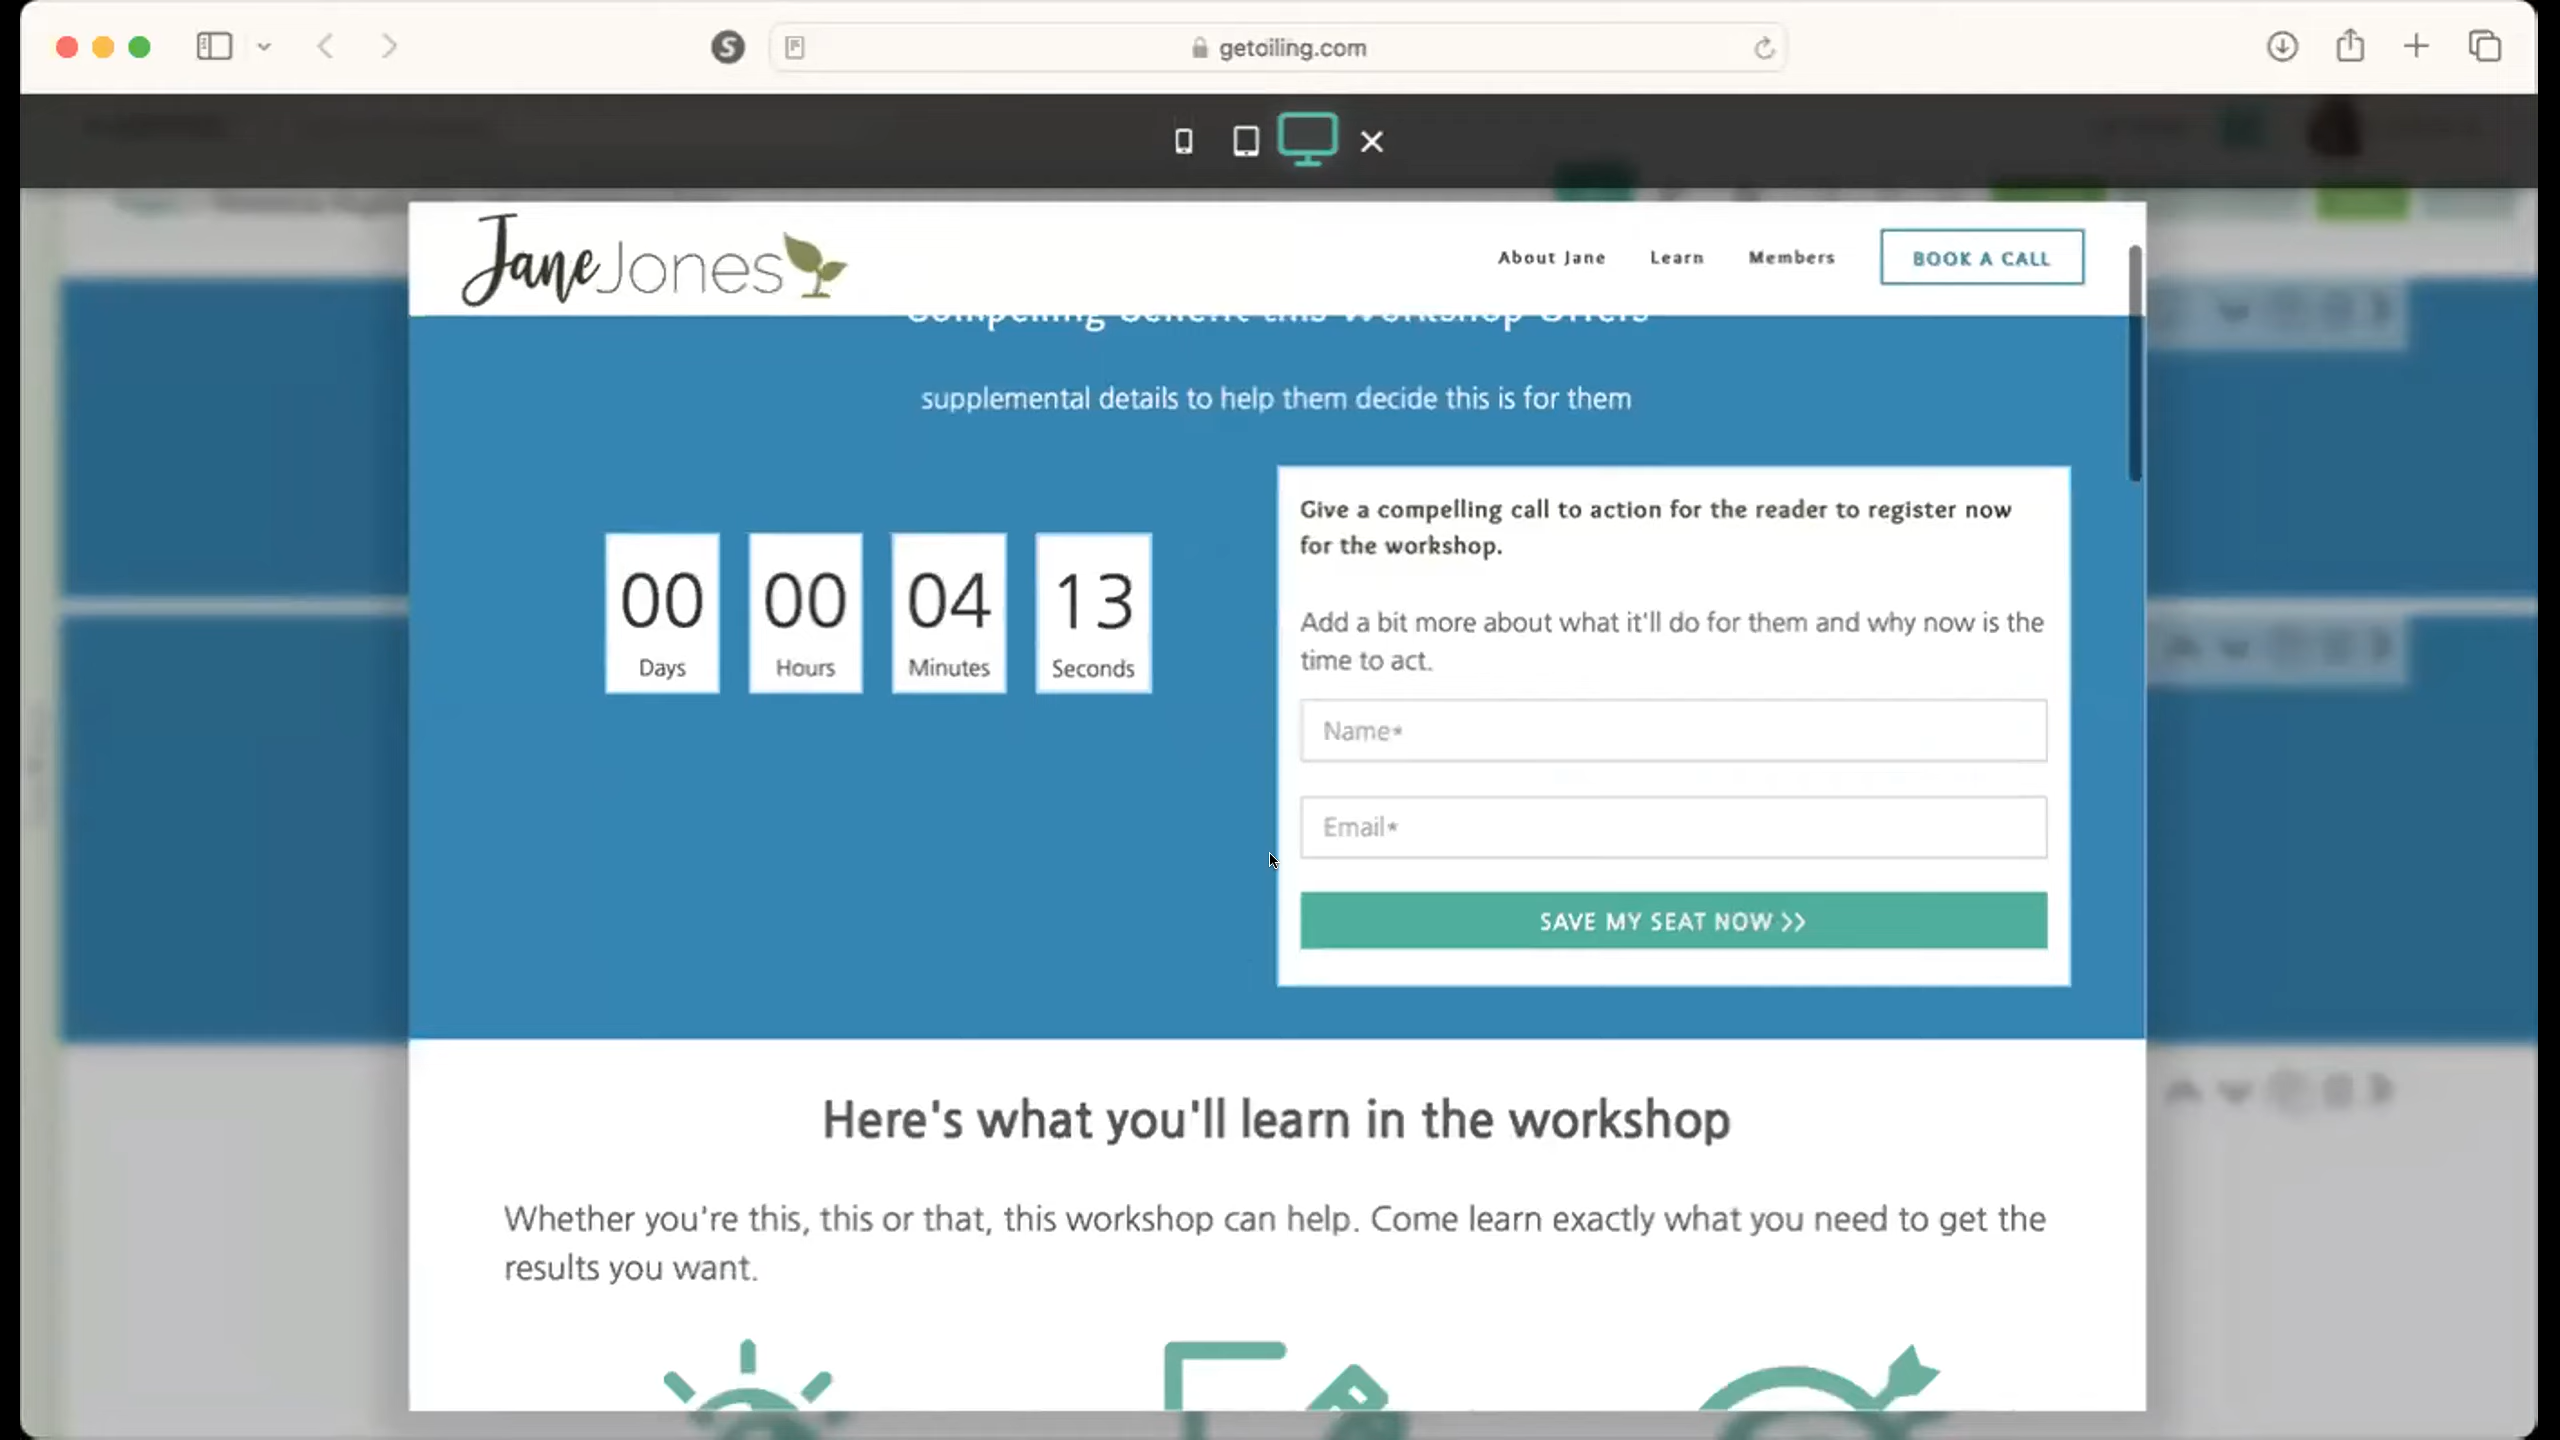 S
getoiling.com
Jane Jones
About Jane
Learn
Members
BOOK A CALL
Compelling Benefit this Workshop Offers
supplemental details to help them decide this is for them
00
Days
00
Hours
04
Minutes
13
Seconds
Give a compelling call to action for the reader to register now
for the workshop.
Add a bit more about what it'll do for them and why now is the
time to act.
Name*
Email*
SAVE MY SEAT NOW >>
Here's what you'll learn in the workshop
Whether you're this, this or that, this workshop can help. Come learn exactly what you need to get the
results you want.